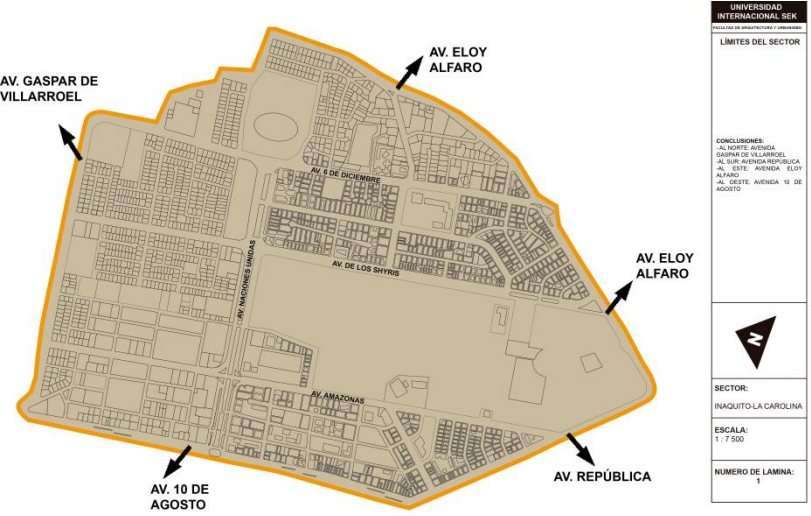 AV. GASPAR DE
VILLARROEL
AV. ELOY
ALFARO
AV. 6 DE DICIEMBRE
AV. DE LOS SHYRIS
AV. NACIONES UNIDAS
AV. ELOY
ALFARO
AV. AMAZONAS
AV. REPÚBLICA
AV. 10 DE
AGOSTO
UNIVERSIDAD
INTERNACIONAL SEK
FACULTAD DE ARQUITECTURA Y URBANISMO
LÍMITES DEL SECTOR
CONCLUSIONES:
- AL NORTE: AVENIDA
GASPAR DE VILLARROEL
-AL SUR: AVENIDA REPÚBLICA
-AL ESTE: AVENIDA ELOY
ALFARO
-AL OESTE: AVENIDA 10 DE
AGOSTO
N
SECTOR:
INAQUITO-LA CAROLINA
ESCALA:
1 : 7 500
NUMERO DE LAMINA:
1